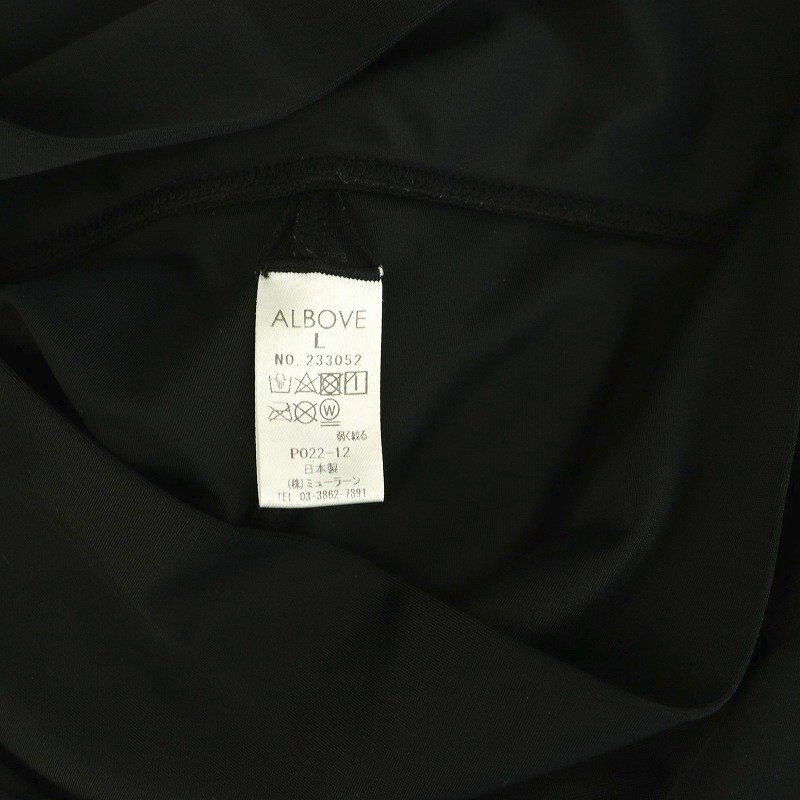 ALBOVE
L
NO. 233052
W
弱く絞る
P022-12
日本製
(株)ミューラーン
TEL 03-3862-7891